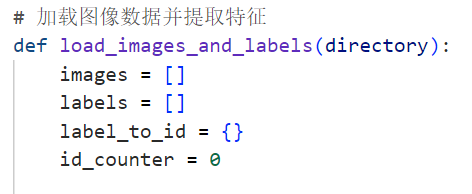 # 加载图像数据并提取特征
def load_images_and_labels(directory):
    images = []
    labels = []
    label_to_id = {}
    id_counter = 0